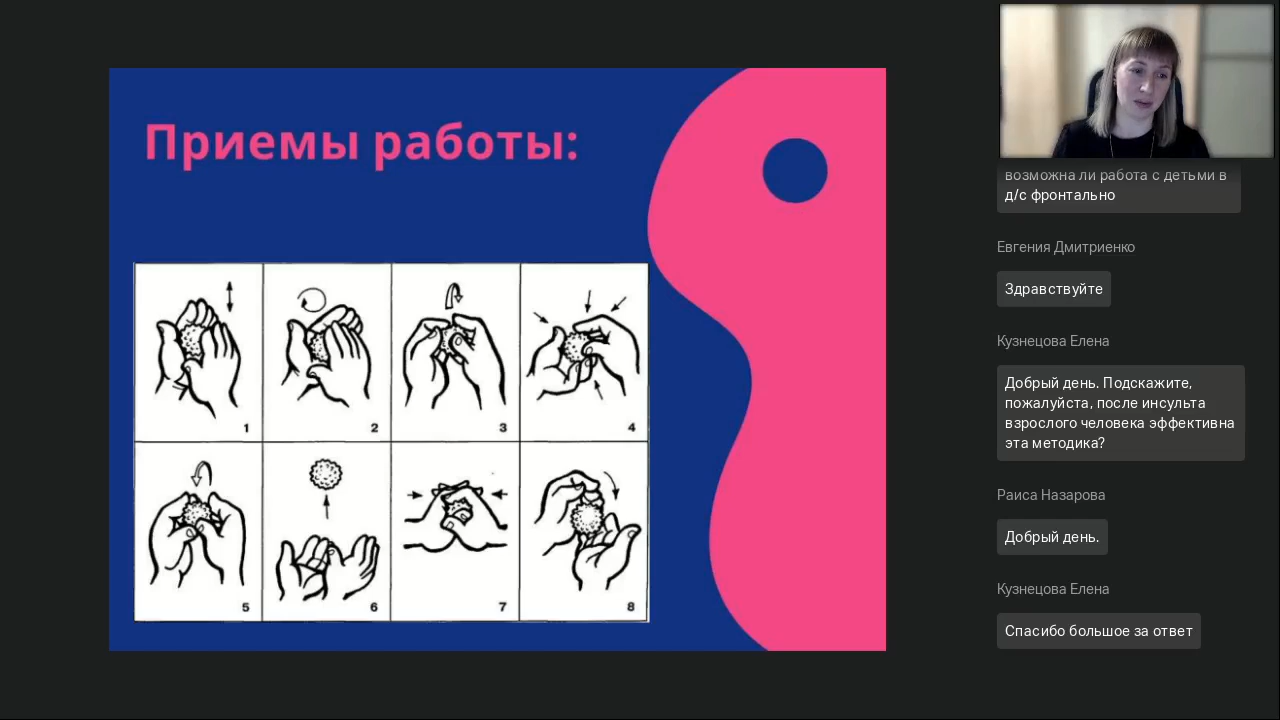 Приемы работы:
1
2
3
4
5
6
7
8
возможна ли работа с детьми в
д/с фронтально
Евгения Дмитриенко
Здравствуйте
Кузнецова Елена
Добрый день. Подскажите,
пожалуйста, после инсульта
взрослого человека эффективна
эта методика?
Раиса Назарова
Добрый день.
Кузнецова Елена
Спасибо большое за ответ